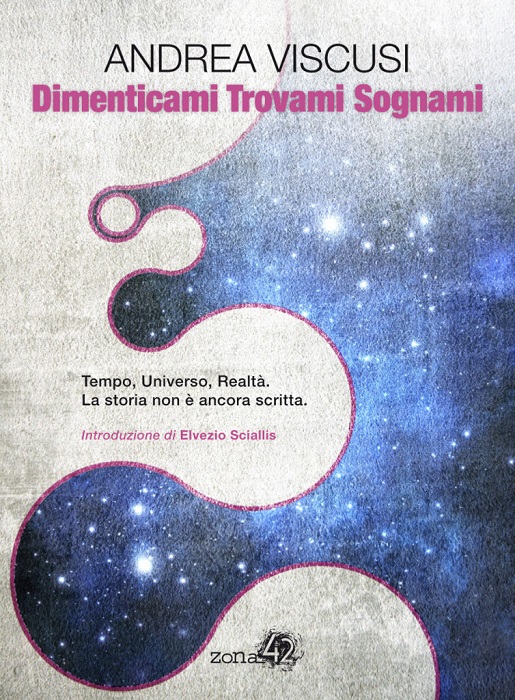 ANDREA VISCUSI
Dimenticami Trovami Sognami
Tempo, Universo, Realtà.
La storia non è ancora scritta.
Introduzione di Elvezio Sciallis
zona 42